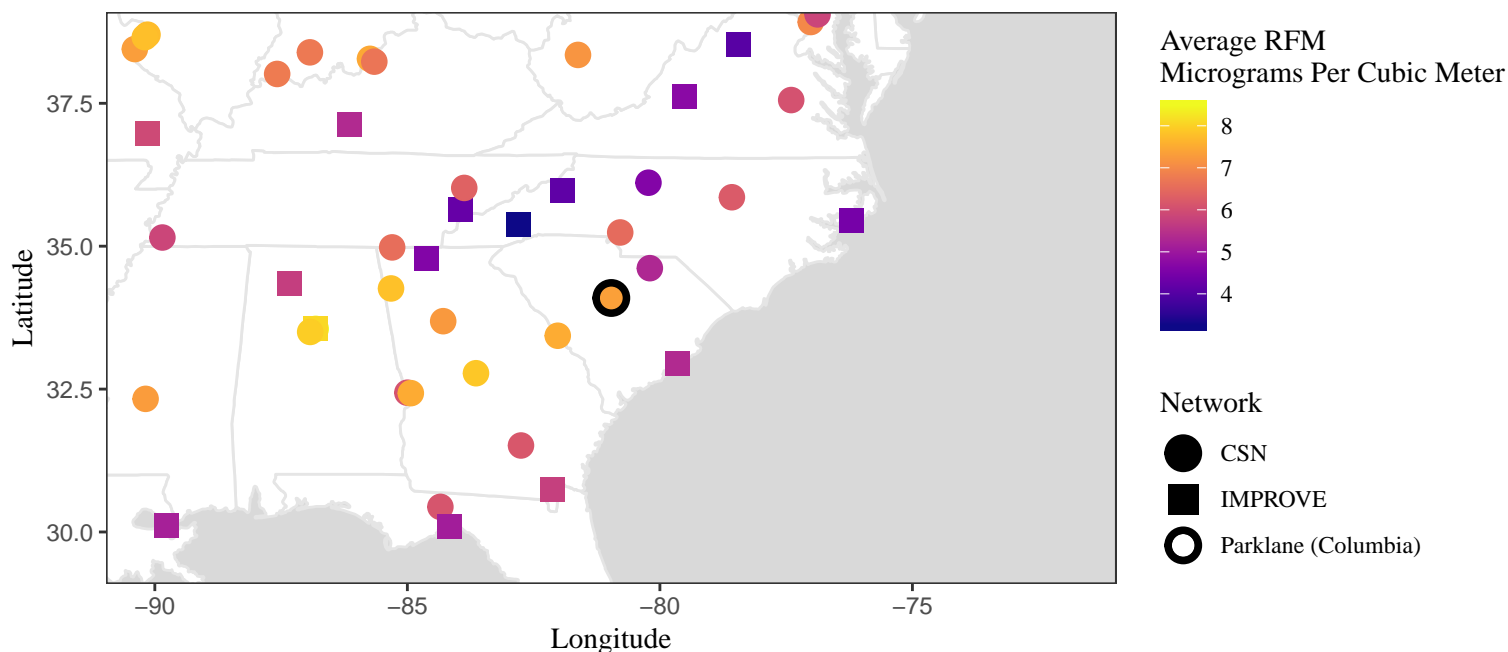 Average RFM
Micrograms Per Cubic Meter
8
7
6
5
4
Network
CSN
IMPROVE
Parklane (Columbia)
Latitude
37.5
35.0
32.5
30.0
−90
−85
−80
−75
Longitude